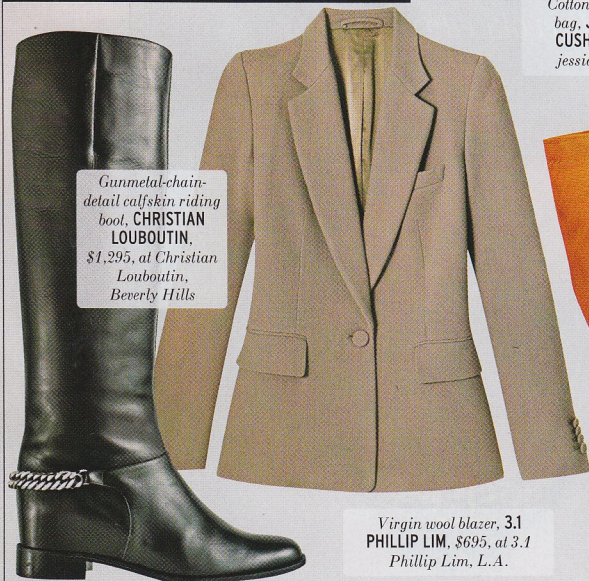 Cotton
bag,
CUSH
jessic
Gunmetal-chain-
detail calfskin riding
boot, CHRISTIAN
LOUBOUTIN,
$1,295, at Christian
Louboutin,
Beverly Hills
Virgin wool blazer, 3.1
PHILLIP LIM, $695, at 3.1
Phillip Lim, L.A.